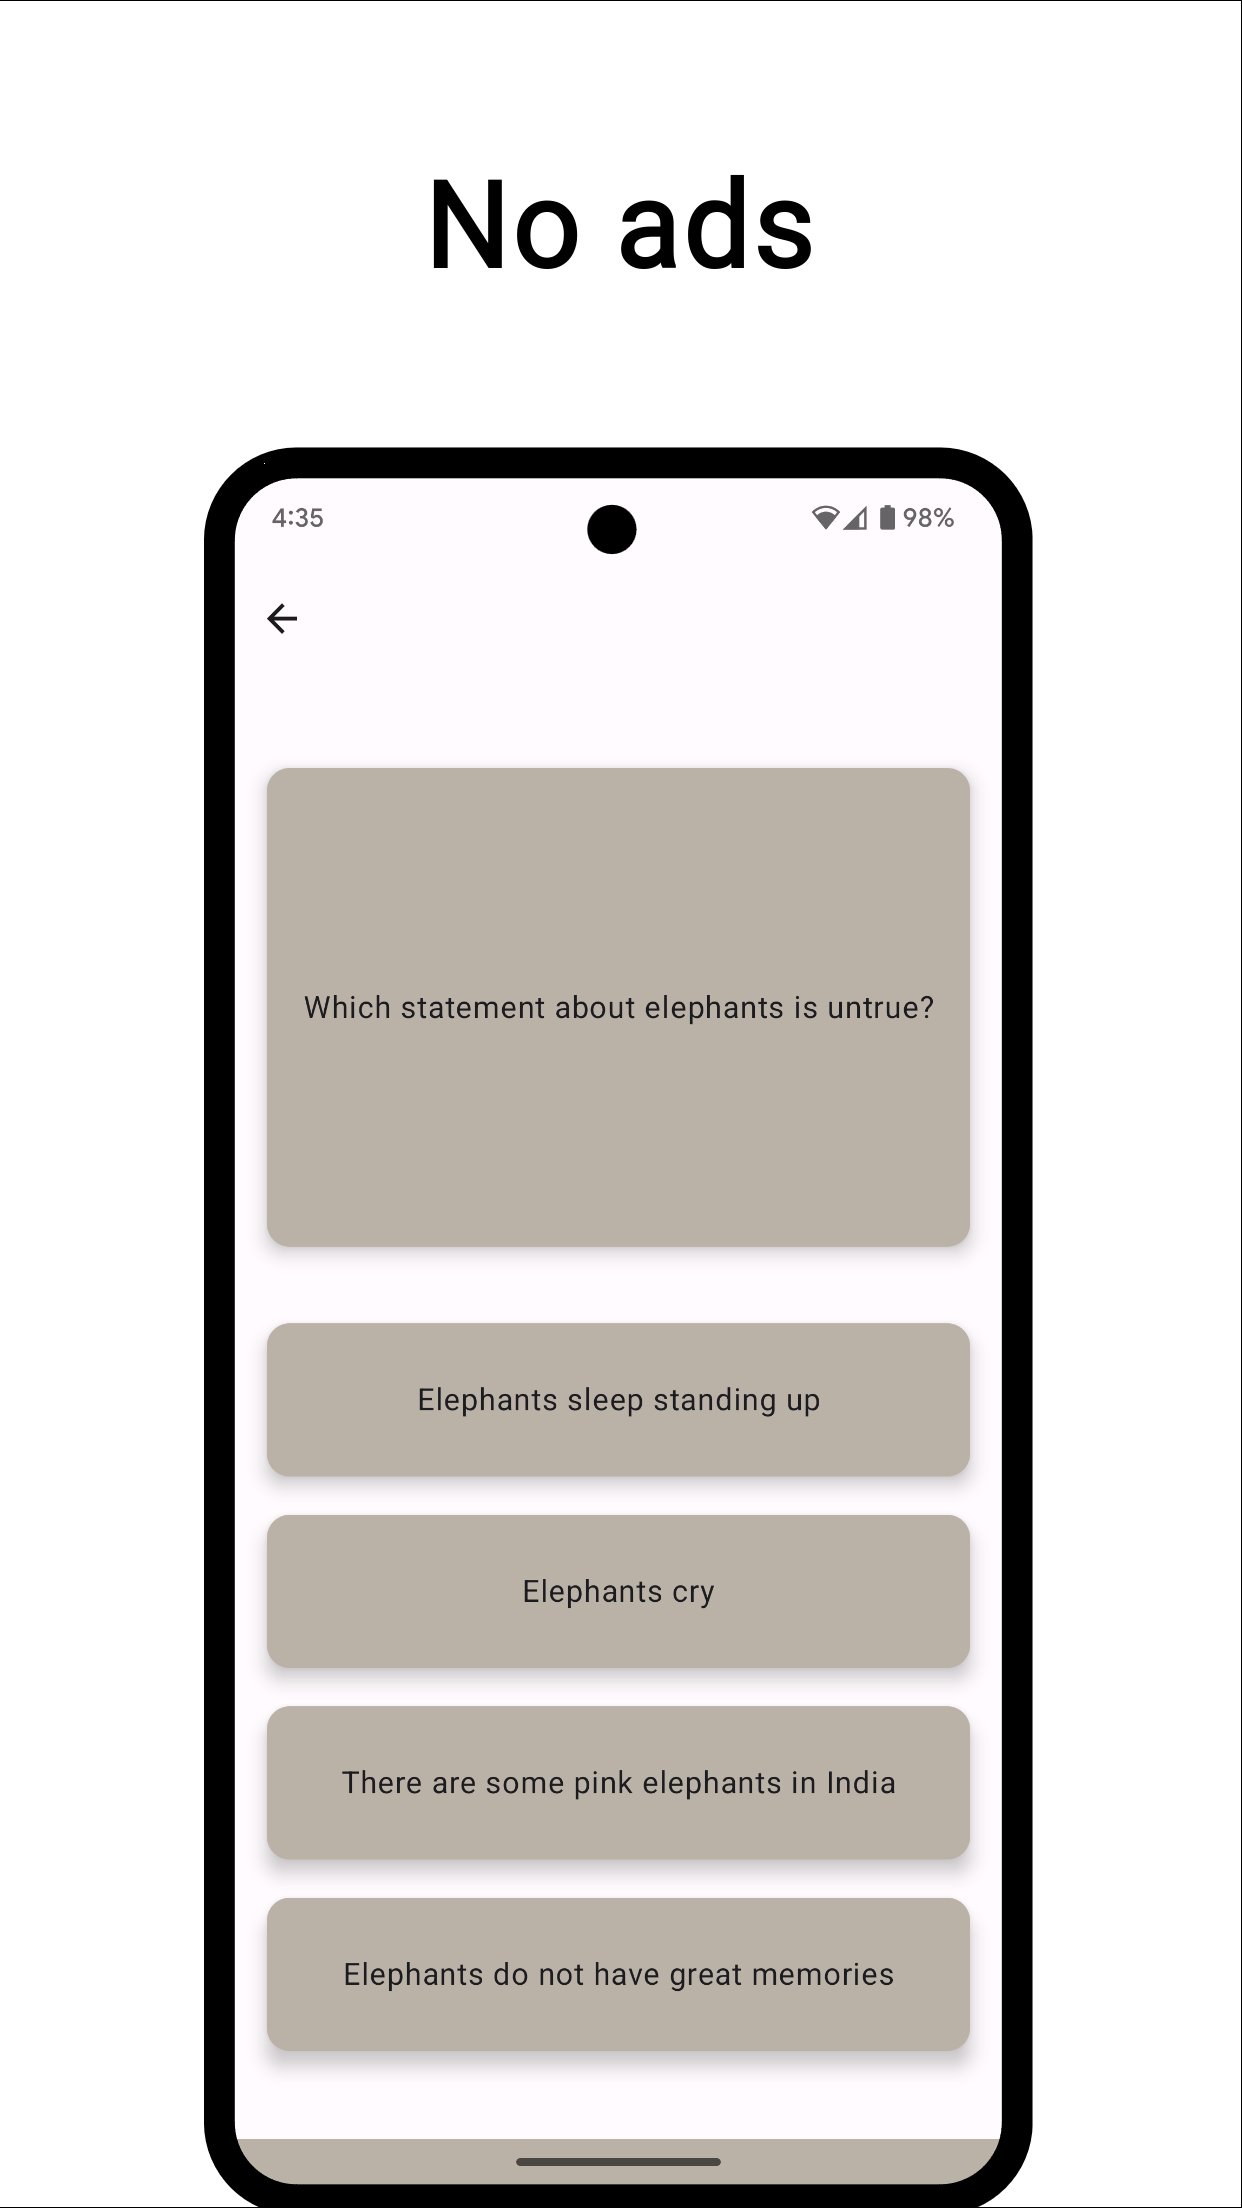 No ads
4:35
98%
Which statement about elephants is untrue?
Elephants sleep standing up
Elephants cry
There are some pink elephants in India
Elephants do not have great memories